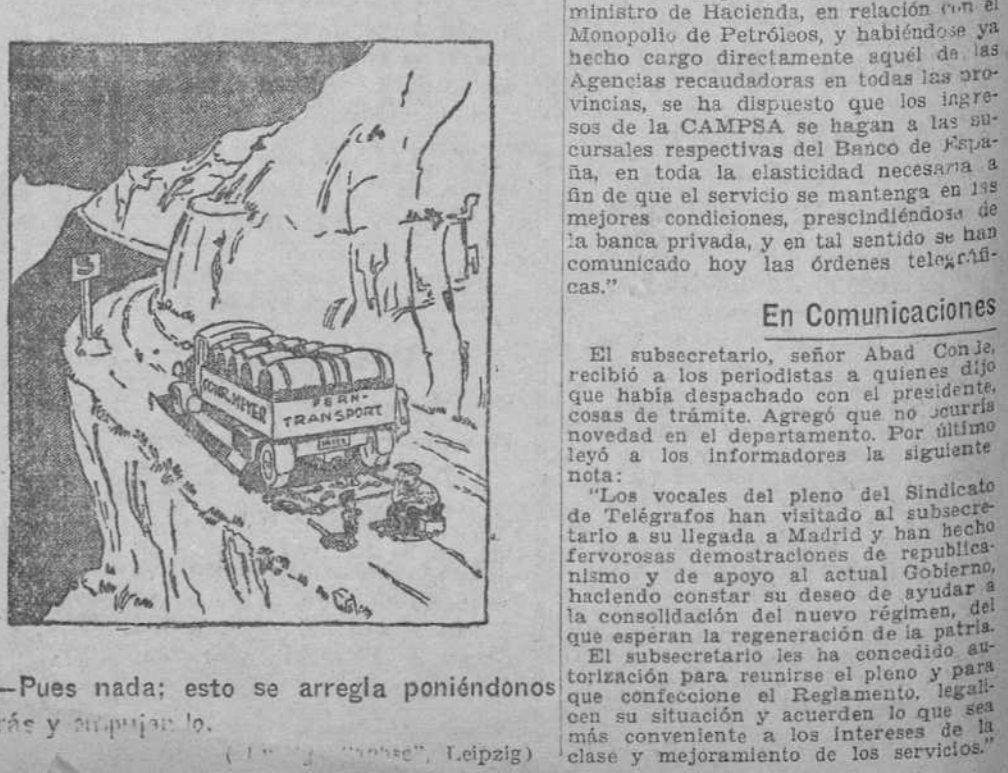 CONR. MEYER
FERN-
TRANSPORT
—Pues nada; esto se arregla poniéndonos
rás y empujando.
Leipzig)
ministro de Hacienda, en relación con el
Monopolio de Petróleos, y habiéndose ya
hecho cargo directamente aquél de las
Agencias recaudadoras en todas las pro-
vincias, se ha dispuesto que los ingre-
sos de la CAMPSA se hagan a las su-
cursales respectivas del Banco de Espa-
ña, en toda la elasticidad necesaria a
fin de que el servicio se mantenga en las
mejores condiciones, prescindiéndose de
la banca privada, y en tal sentido se han
comunicado hoy las órdenes telegráfi-
cas."
En Comunicaciones
El subsecretario, señor Abad Conde,
recibió a los periodistas a quienes dijo
que había despachado con el presidente,
cosas de trámite. Agregó que no ocurría
novedad en el departamento. Por último
leyó a los informadores la siguiente
nota:
"Los vocales del pleno del Sindicato
de Telégrafos han visitado al subsecre-
tario a su llegada a Madrid y han hecho
fervorosas demostraciones de republica-
nismo y de apoyo al actual Gobierno,
haciendo constar su deseo de ayudar a
la consolidación del nuevo régimen, del
que esperan la regeneración de la patria.
El subsecretario les ha concedido au-
torización para reunirse el pleno y para
que confeccione el Reglamento, legali-
cen su situación y acuerden lo que sea
más conveniente a los intereses de la
clase y mejoramiento de los servicios."